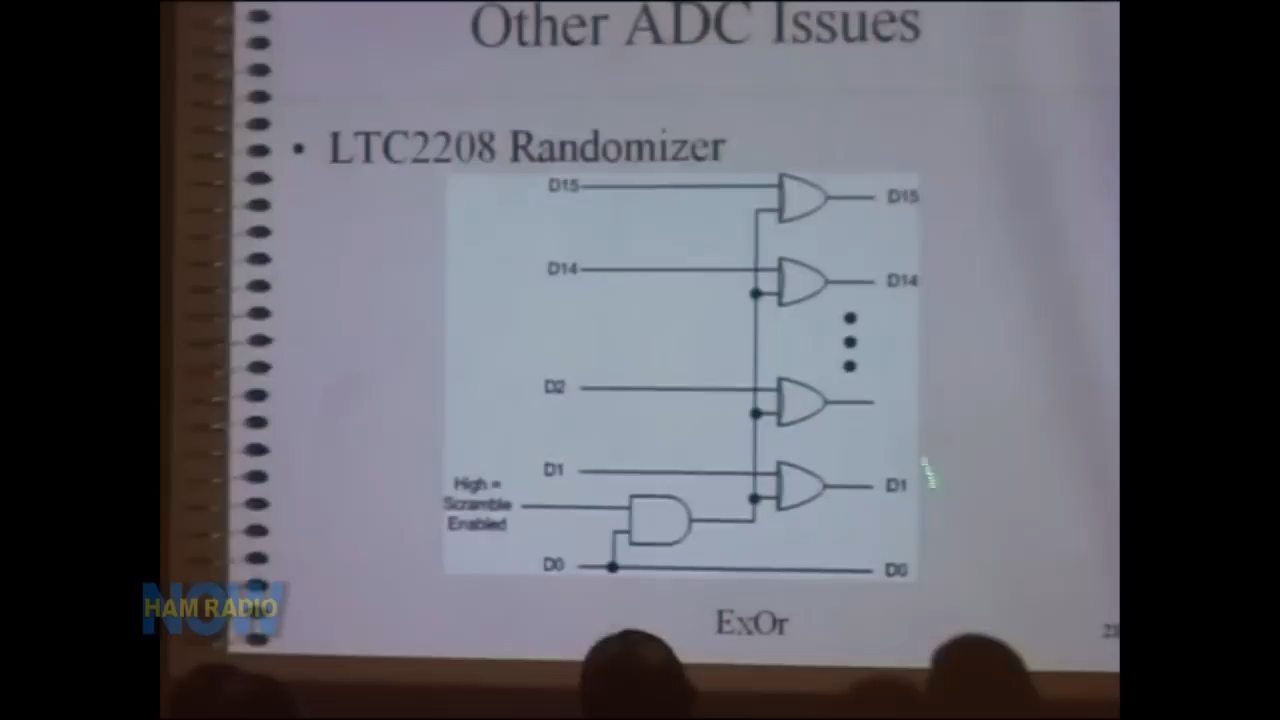 Other ADC Issues
• LTC2208 Randomizer
D15
D15
D14
D14
D2
D1
D1
High =
Scramble
Enabled
D0
D0
ExOr
28
NOW
HAM RADIO